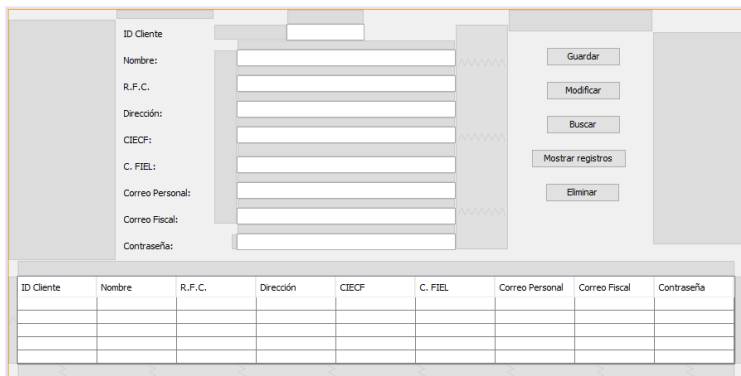 ID Cliente
Nombre:
Guardar
R.F.C.
Modificar
Dirección:
Buscar
CIECF:
Mostrar registros
C. FIEL:
Correo Personal:
Eliminar
Correo Fiscal:
Contraseña:
ID Cliente Nombre R.F.C. Dirección CIECF C. FIEL Correo Personal Correo Fiscal Contraseña